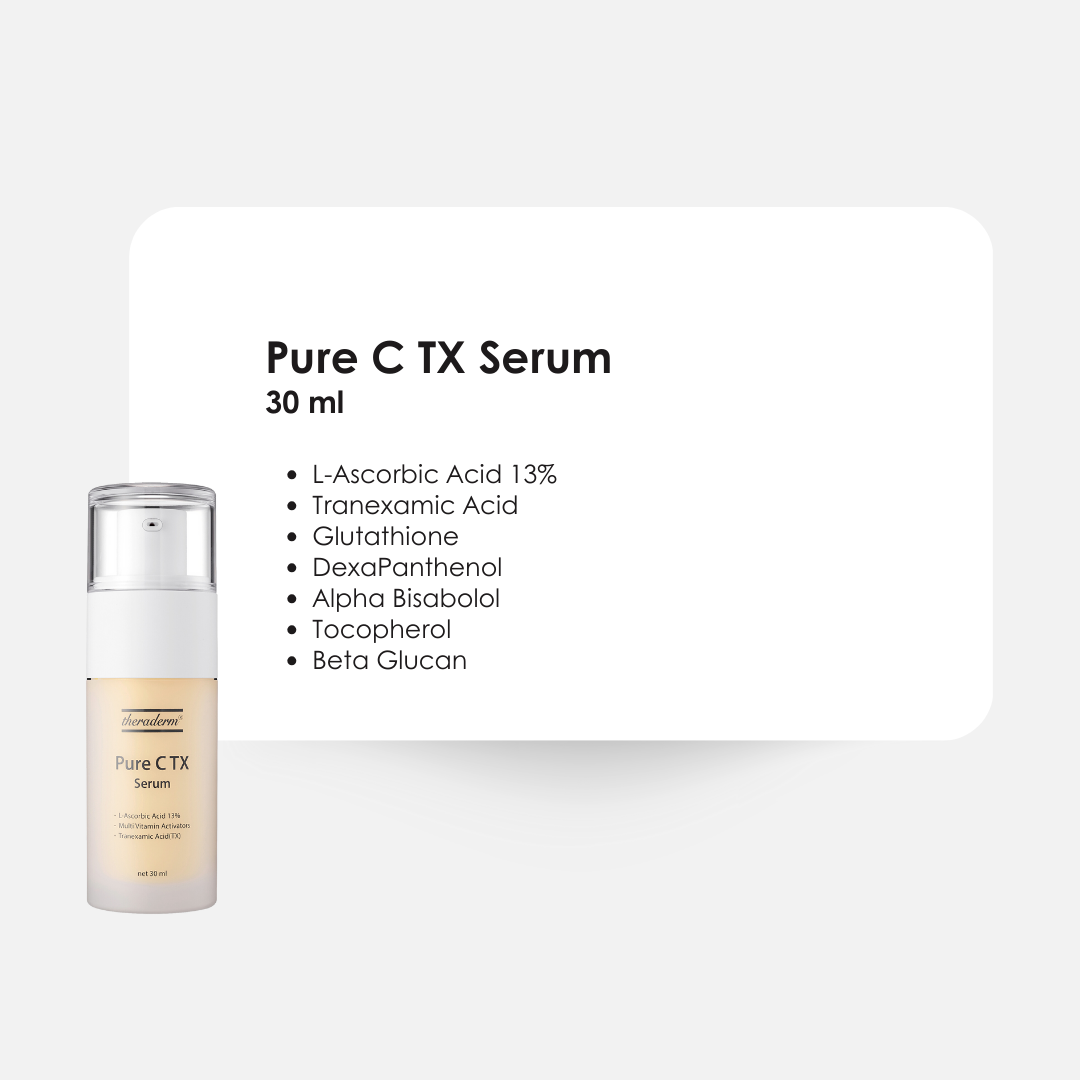 Pure C TX Serum
30 ml
• L-Ascorbic Acid 13%
• Tranexamic Acid
• Glutathione
• DexaPanthenol
• Alpha Bisabolol
• Tocopherol
• Beta Glucan
theraderm®
Pure C TX
Serum
- L-Ascorbic Acid 13%
- Multi Vitamin Activators
- Tranexamic Acid(TX)
net 30 ml